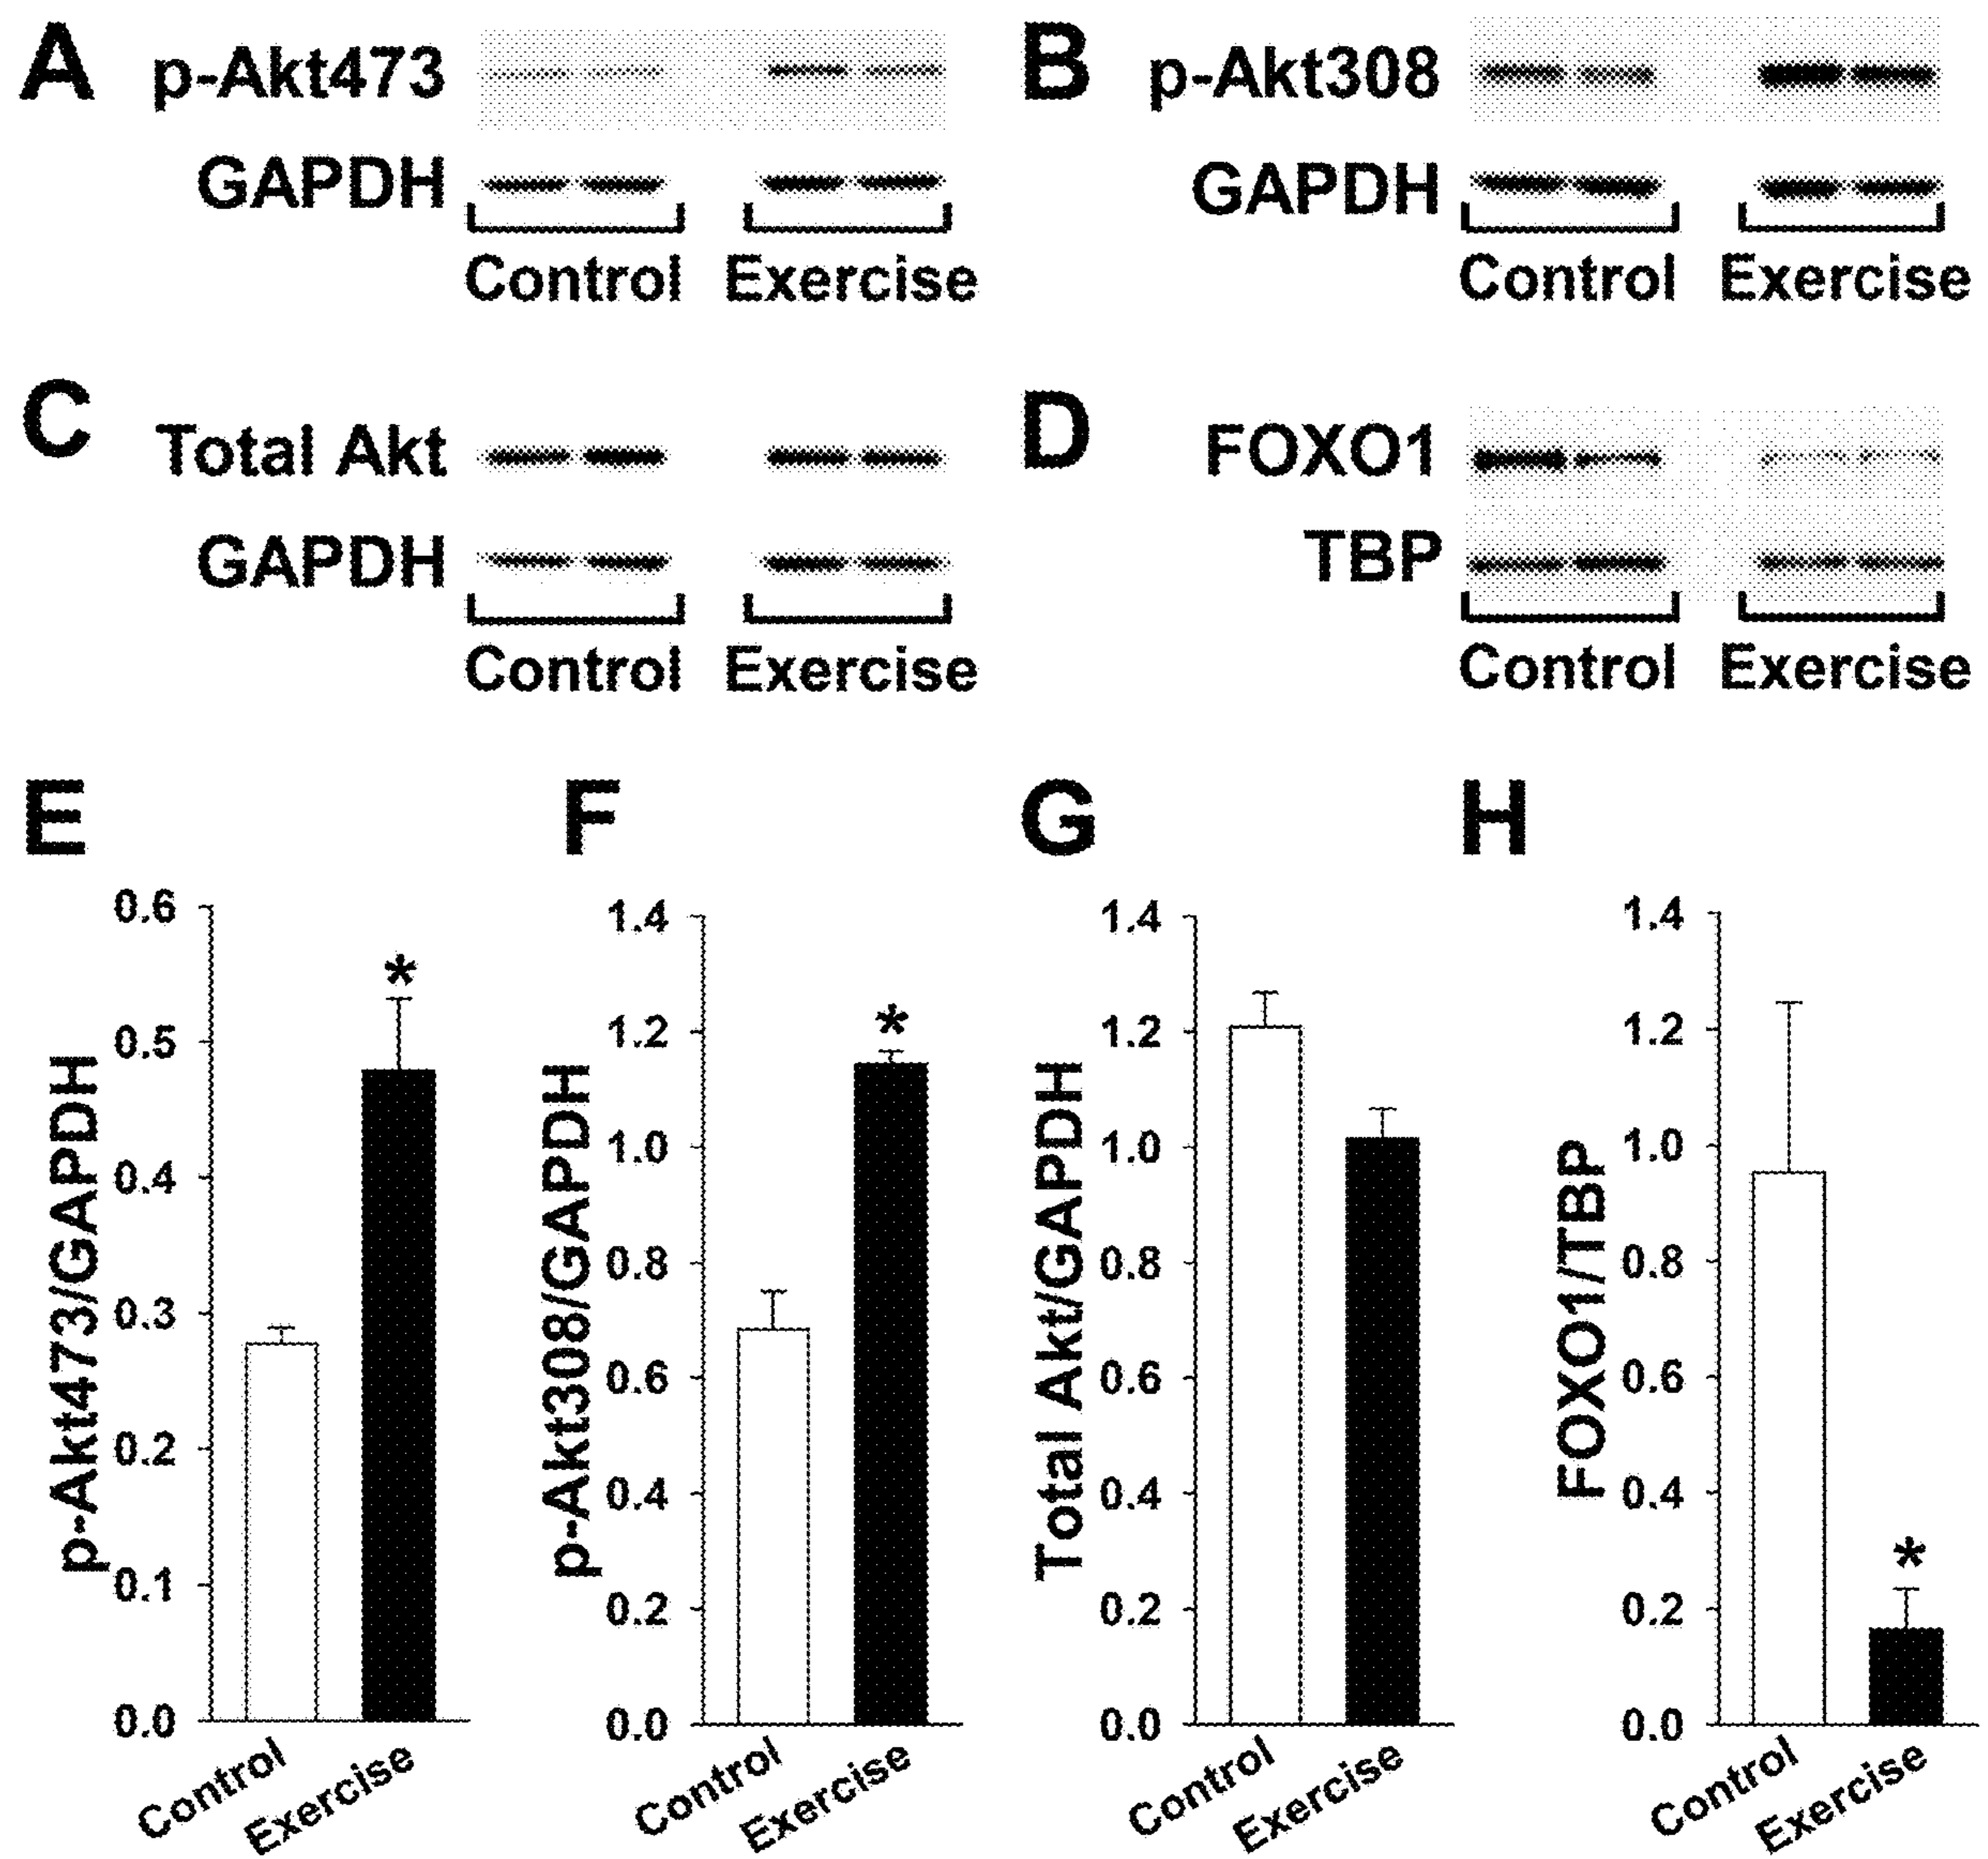 A
p-Akt473
GAPDH
Control Exercise
B
p-Akt308
GAPDH
Control Exercise
C
Total Akt
GAPDH
Control Exercise
D
FOXO1
TBP
Control Exercise
E
p-Akt473/GAPDH
0.6
0.5
0.4
0.3
0.2
0.1
0.0
*
Control
Exercise
F
p-Akt308/GAPDH
1.4
1.2
1.0
0.8
0.6
0.4
0.2
0.0
*
Control
Exercise
G
Total Akt/GAPDH
1.4
1.2
1.0
0.8
0.6
0.4
0.2
0.0
Control
Exercise
H
FOXO1/TBP
1.4
1.2
1.0
0.8
0.6
0.4
0.2
0.0
*
Control
Exercise